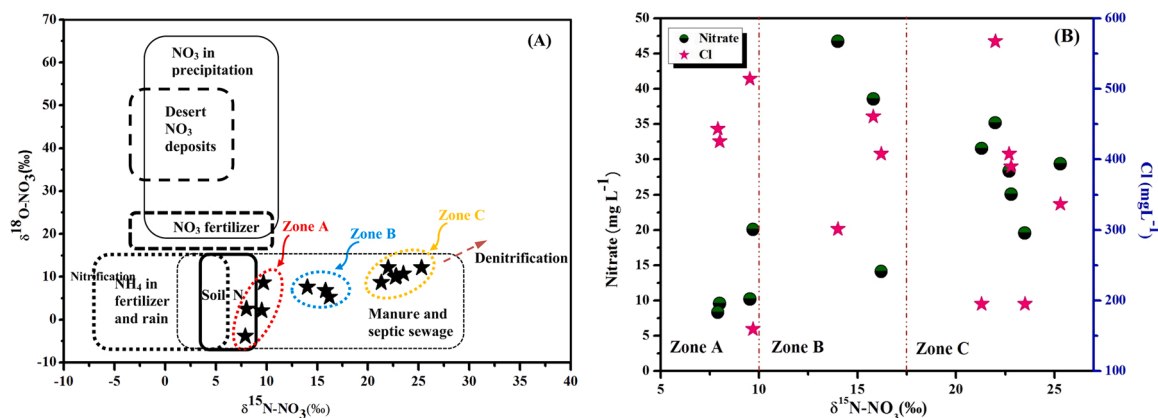 (A)
70
60
50
40
30
20
10
0
-10
δ18O-NO3(‰)
NO3 in
precipitation
Desert
NO3
deposits
NO3 fertilizer
Zone A
Zone B
Zone C
Denitrification
Nitrification
NH4 in
fertilizer
and rain
Soil N
Manure and
septic sewage
-10 -5 0 5 10 15 20 25 30 35 40
δ15N-NO3(‰)
(B)
Nitrate
Cl
50
45
40
35
30
25
20
15
10
5
0
Nitrate (mg L-1)
600
500
400
300
200
100
Cl (mgL-1)
Zone A
Zone B
Zone C
5 10 15 20 25
δ15N-NO3(‰)